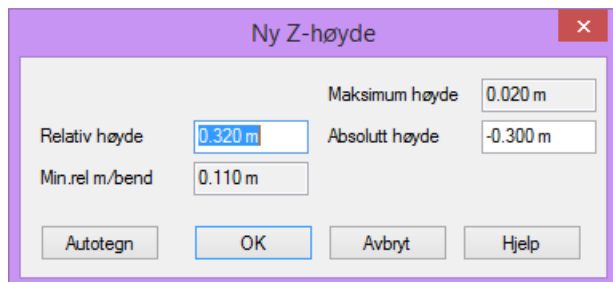 Ny Z-høyde
Maksimum høyde 0.020 m
Relativ høyde 0.320 m Absolutt høyde -0.300 m
Min.rel m/bend 0.110 m
Autotegn OK Avbryt Hjelp